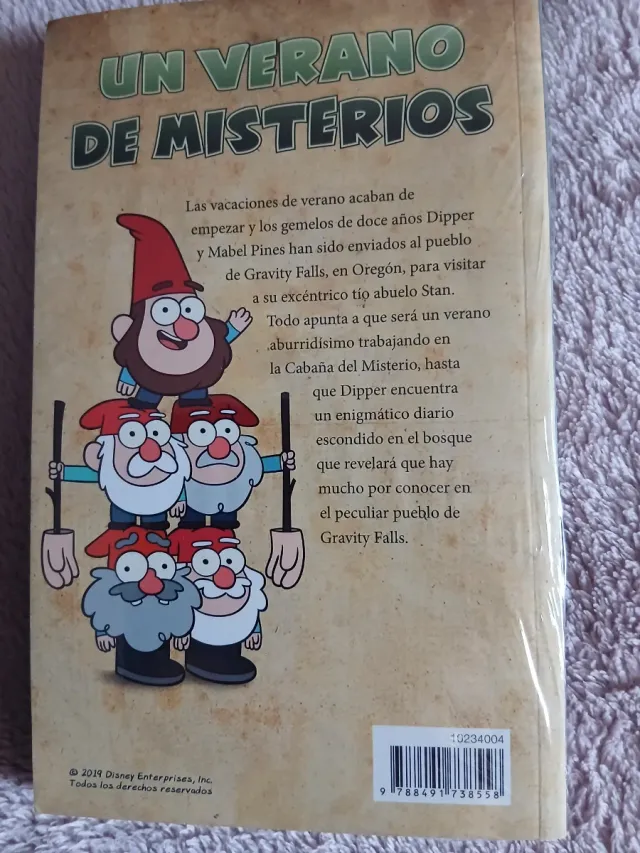 UN VERANO
DE MISTERIOS
Las vacaciones de verano acaban de
empezar y los gemelos de doce años Dipper
y Mabel Pines han sido enviados al pueblo
de Gravity Falls, en Oregón, para visitar
a su excéntrico tío abuelo Stan.
Todo apunta a que será un verano
aburridísimo trabajando en
la Cabaña del Misterio, hasta
que Dipper encuentra
un enigmático diario
escondido en el bosque
que revelará que hay
mucho por conocer en
el peculiar pueblo de
Gravity Falls.
10234004
© 2019 Disney Enterprises, Inc.
Todos los derechos reservados
9 788491 738558